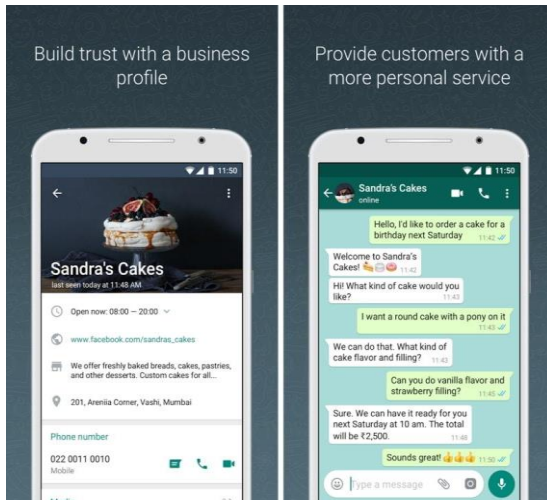 Build trust with a business
profile
11:50
Sandra's Cakes
last seen today at 11:48 AM
Open now: 08:00 – 20:00
www.facebook.com/sandras_cakes
We offer freshly baked breads, cakes, pastries,
and other desserts. Custom cakes for all...
201, Areniia Corner, Vashi, Mumbai
Phone number
022 0011 0010
Mobile
Provide customers with a
more personal service
11:50
Sandra's Cakes
online
Hello, I'd like to order a cake for a
birthday next Saturday 11:42
Welcome to Sandra's
Cakes! 🍰🎂🍩 11:42
Hi! What kind of cake would you
like? 11:43
I want a round cake with a pony on it
11:43
We can do that. What kind of
cake flavor and filling? 11:43
Can you do vanilla flavor and
strawberry filling? 11:45
Sure. We can have it ready for you
next Saturday at 10 am. The total
will be ₹2,500. 11:48
Sounds great! 👍👍👍 11:50
Type a message